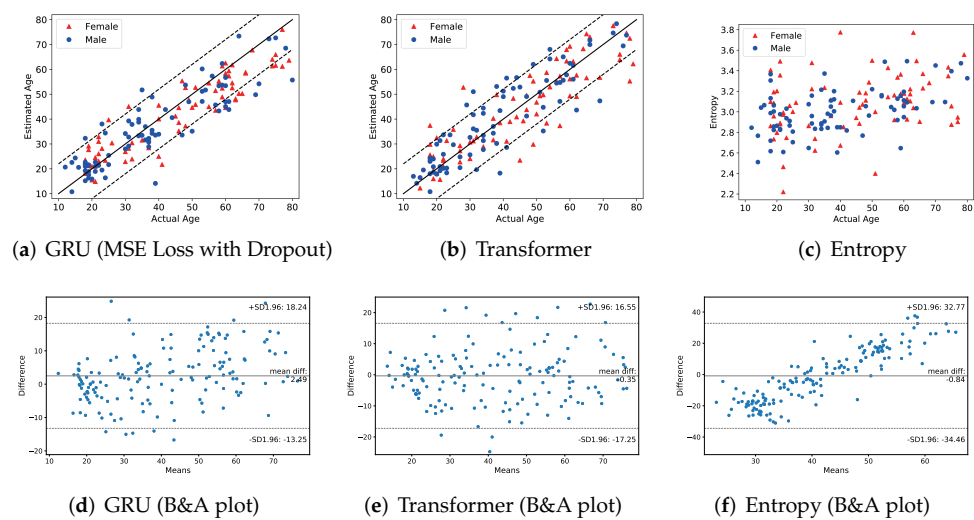 Female
Male
Estimated Age
80
70
60
50
40
30
20
10
10 20 30 40 50 60 70 80
Actual Age
(a) GRU (MSE Loss with Dropout)
Female
Male
Estimated Age
80
70
60
50
40
30
20
10
10 20 30 40 50 60 70 80
Actual Age
(b) Transformer
Female
Male
Entropy
3.8
3.6
3.4
3.2
3.0
2.8
2.6
2.4
2.2
10 20 30 40 50 60 70 80
Actual Age
(c) Entropy
+SD1.96: 18.24
mean diff:
2.49
-SD1.96: -13.25
Difference
20
10
0
−10
−20
10 20 30 40 50 60 70
Means
(d) GRU (B&A plot)
+SD1.96: 16.55
mean diff:
-0.35
-SD1.96: -17.25
Difference
20
10
0
−10
−20
20 30 40 50 60 70
Means
(e) Transformer (B&A plot)
+SD1.96: 32.77
mean diff:
-0.84
-SD1.96: -34.46
Difference
40
20
0
−20
−40
30 40 50 60
Means
(f) Entropy (B&A plot)